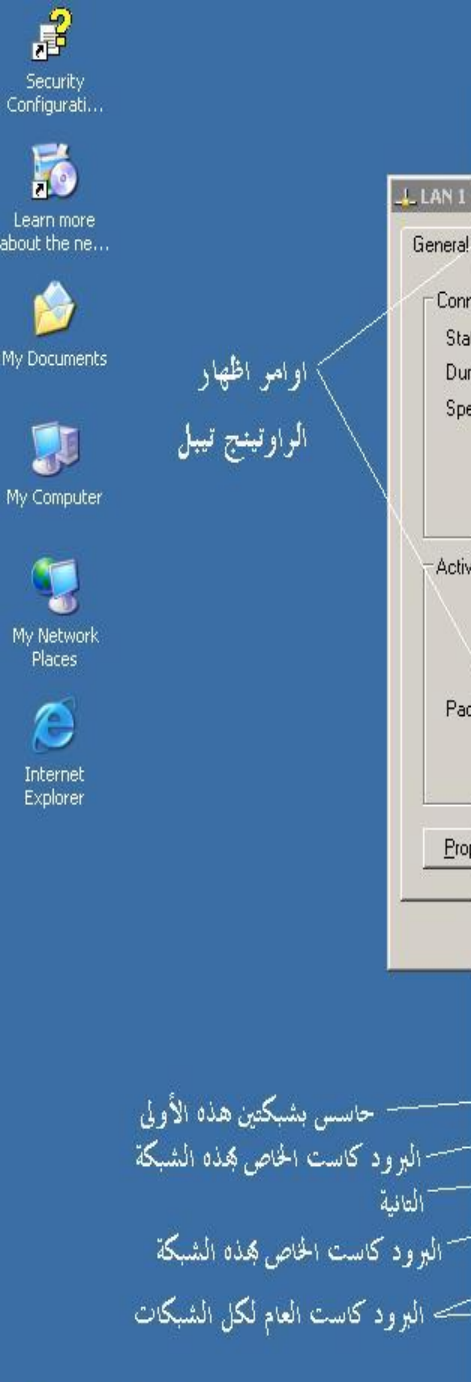 Security
Configurati...
Learn more
about the ne...
My Documents
My Computer
My Network
Places
Internet
Explorer
اوامر اظهار
الراوتينج تيبل
LAN 1
General
Conn
Sta
Dur
Spe
Activ
Pac
Prop
حاسس بشبكتين هذه الأولى
البرود كاست الخاص بهذه الشبكة
التانية
البرود كاست الخاص بهذه الشبكة
البرود كاست العام لكل الشبكات